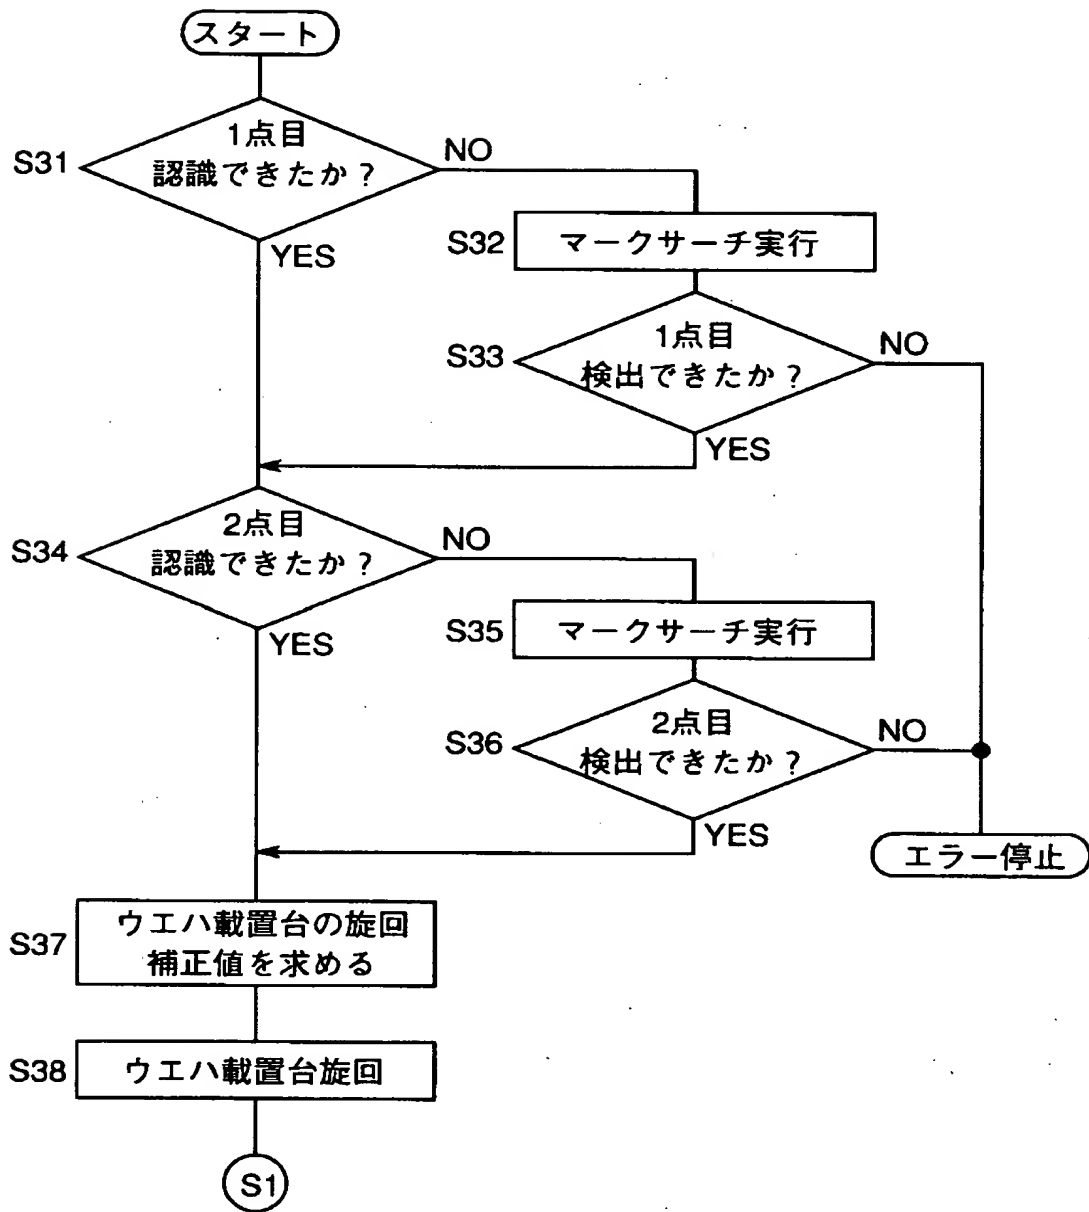 スタート
S31
1点目
認識できたか?
NO
YES
S32
マークサーチ実行
S33
1点目
検出できたか?
NO
YES
S34
2点目
認識できたか?
NO
YES
S35
マークサーチ実行
S36
2点目
検出できたか?
NO
YES
エラー停止
S37
ウエハ載置台の旋回
補正値を求める
S38
ウエハ載置台旋回
S1